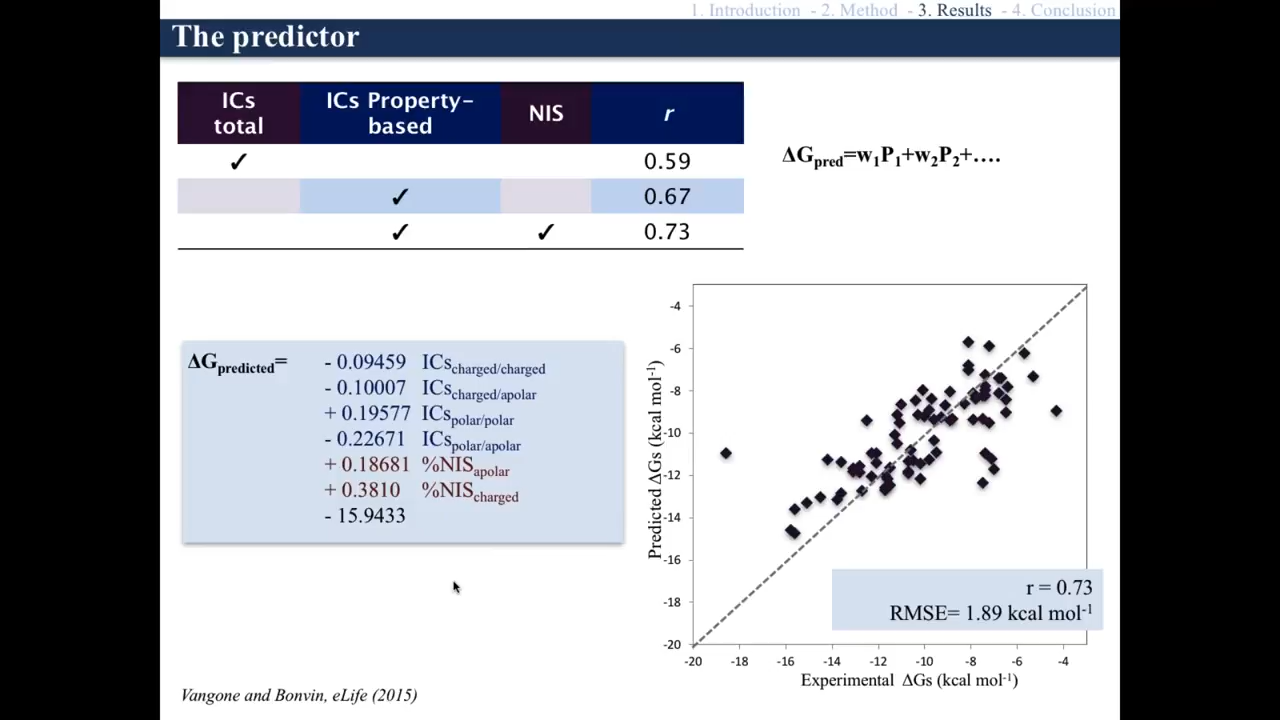 1. Introduction - 2. Method - 3. Results - 4. Conclusion
The predictor
ICs total ICs Property-based NIS r
✓ 0.59
✓ 0.67
✓ ✓ 0.73
ΔGpred=w1P1+w2P2+….
ΔGpredicted= - 0.09459 ICscharged/charged
- 0.10007 ICscharged/apolar
+ 0.19577 ICspolar/polar
- 0.22671 ICspolar/apolar
+ 0.18681 %NISapolar
+ 0.3810 %NIScharged
- 15.9433
Predicted ΔGs (kcal mol-1)
-4
-6
-8
-10
-12
-14
-16
-18
-20
r = 0.73
RMSE= 1.89 kcal mol-1
-20 -18 -16 -14 -12 -10 -8 -6 -4
Experimental ΔGs (kcal mol-1)
Vangone and Bonvin, eLife (2015)